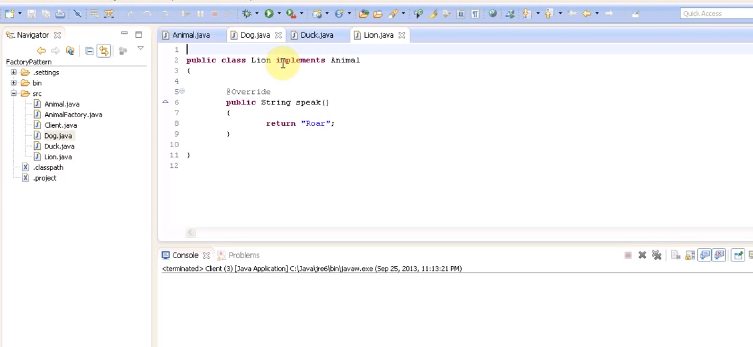 Quick Access
Navigator
FactoryPattern
.settings
bin
src
Animal.java
AnimalFactory.java
Client.java
Dog.java
Duck.java
Lion.java
.classpath
.project
Animal.java Dog.java Duck.java Lion.java
1
2 public class Lion implements Animal
3 {
4
5 @Override
6 public String speak()
7 {
8 return "Roar";
9 }
10
11 }
12
Console Problems
<terminated> Client (3) [Java Application] C:\Java\jre6\bin\javaw.exe (Sep 25, 2013, 11:13:21 PM)